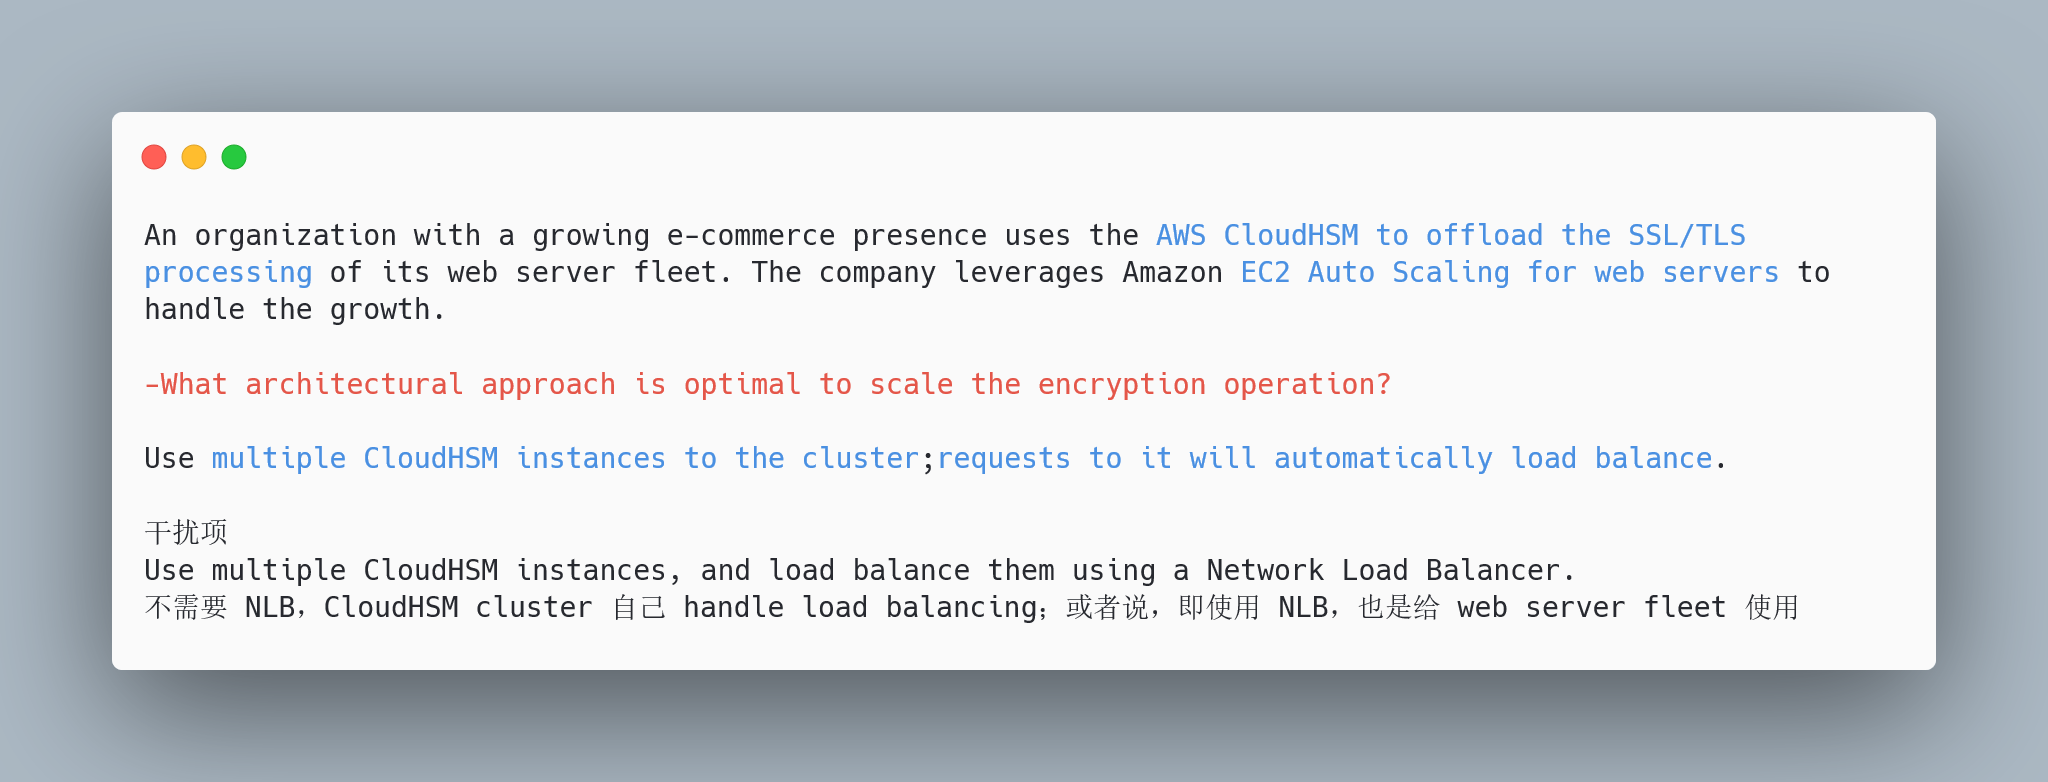 An organization with a growing e-commerce presence uses the AWS CloudHSM to offload the SSL/TLS
processing of its web server fleet. The company leverages Amazon EC2 Auto Scaling for web servers to
handle the growth.
-What architectural approach is optimal to scale the encryption operation?
Use multiple CloudHSM instances to the cluster;requests to it will automatically load balance.
干扰项
Use multiple CloudHSM instances, and load balance them using a Network Load Balancer.
不需要 NLB，CloudHSM cluster 自己 handle load balancing；或者说，即使用 NLB，也是给 web server fleet 使用